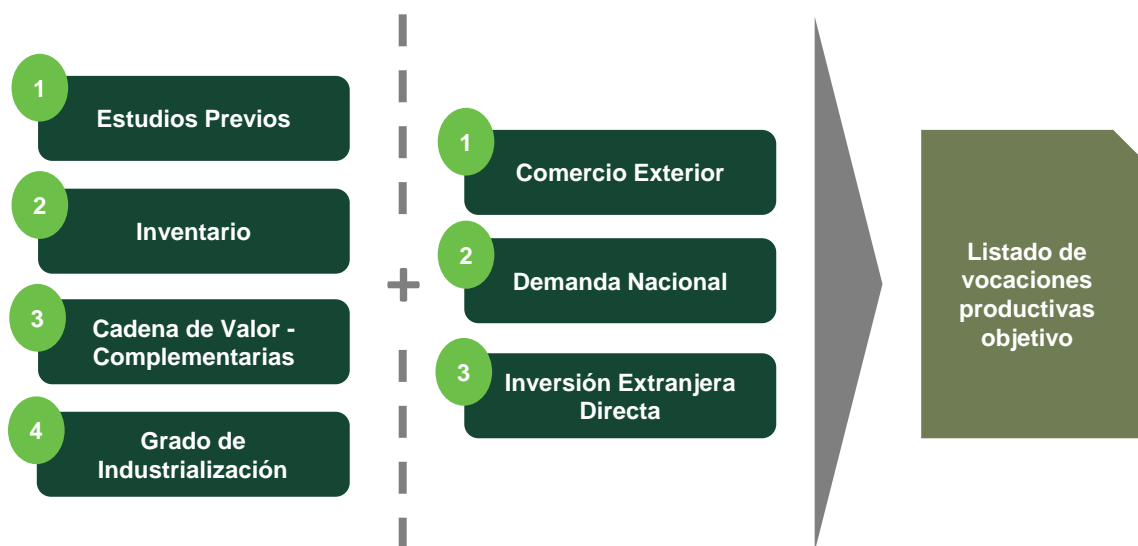 1
Estudios Previos
2
Inventario
3
Cadena de Valor -
Complementarias
4
Grado de
Industrialización
+
1
Comercio Exterior
2
Demanda Nacional
3
Inversión Extranjera
Directa
Listado de
vocaciones
productivas
objetivo